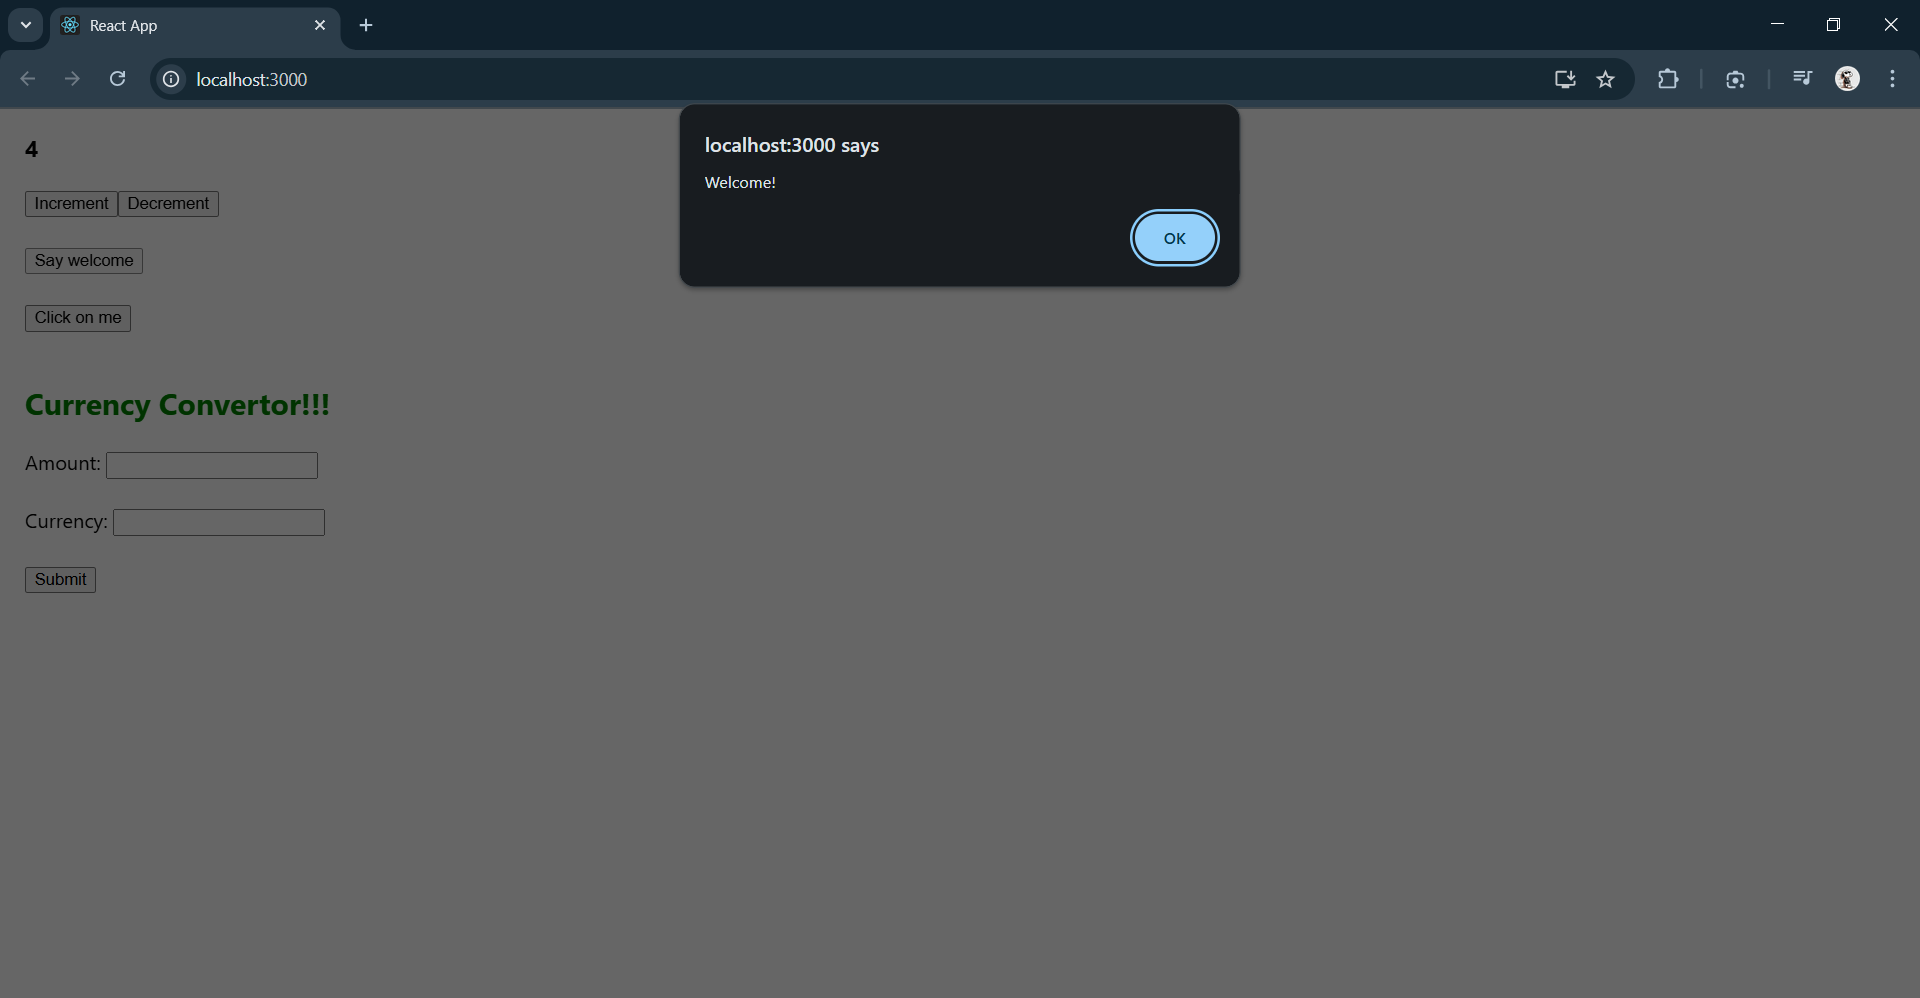 React App
localhost:3000
localhost:3000 says
Welcome!
OK
4
Increment Decrement
Say welcome
Click on me
Currency Convertor!!!
Amount:
Currency:
Submit